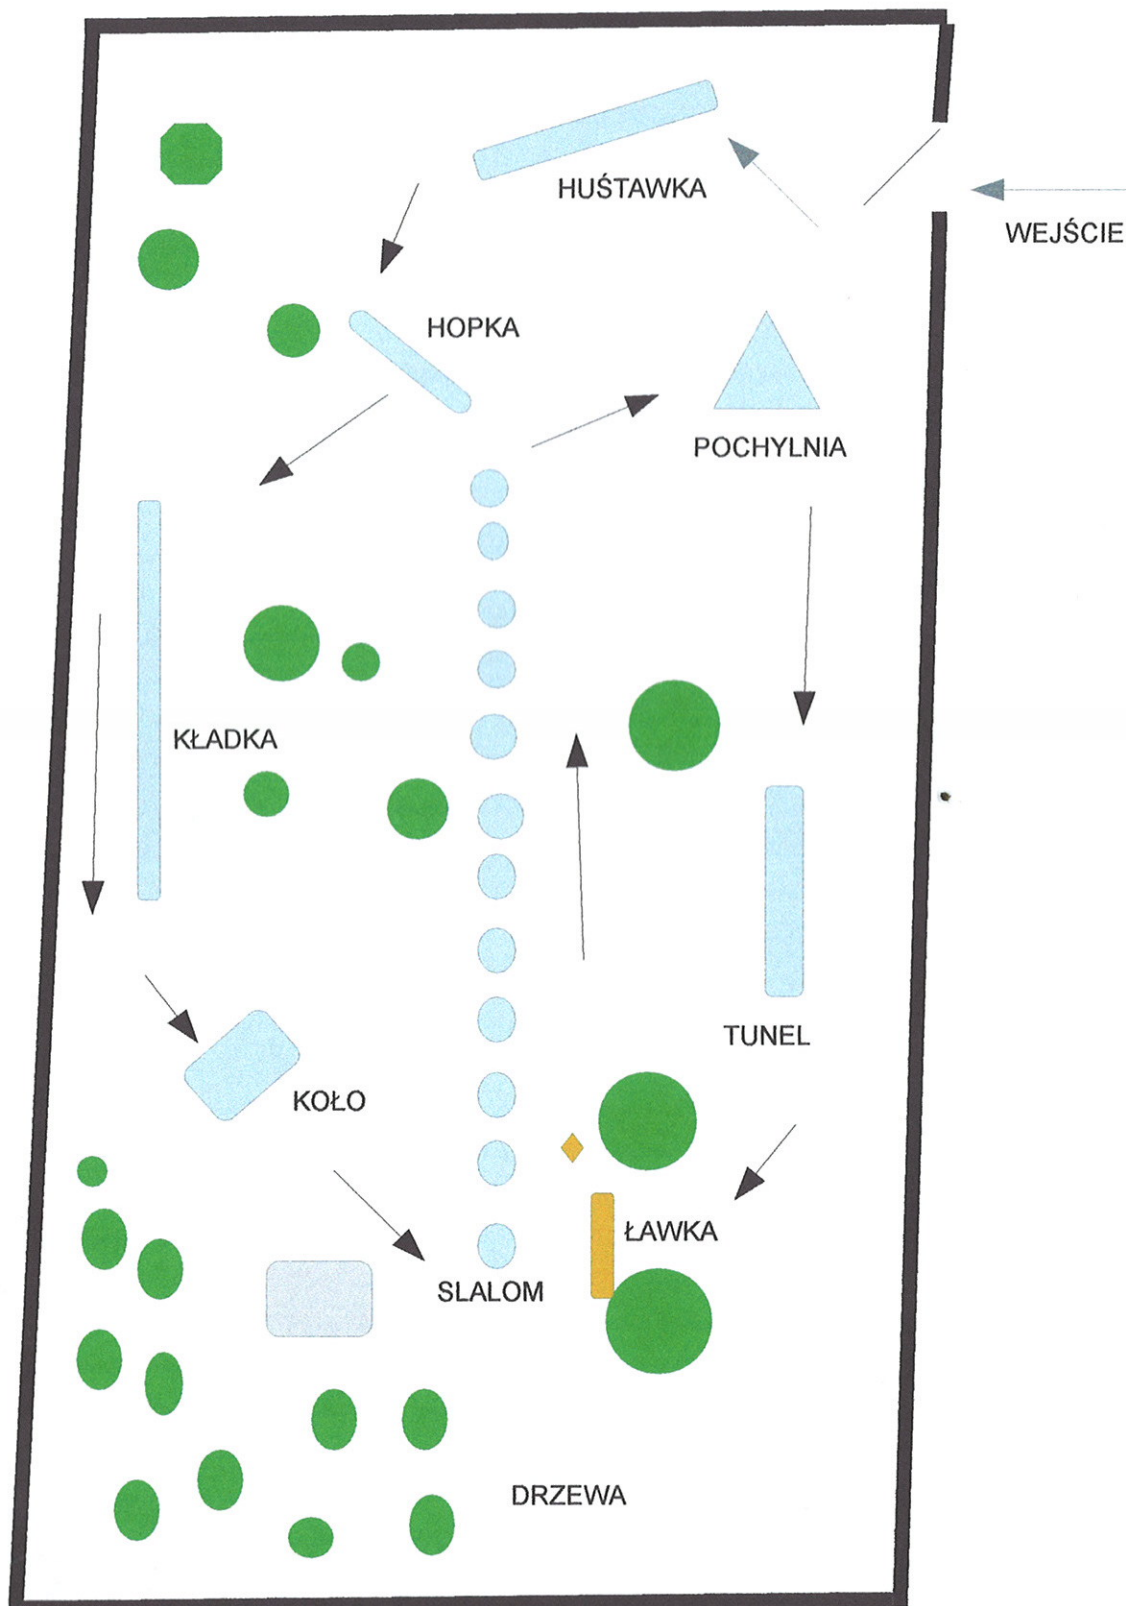 HUŚTAWKA
WEJŚCIE
HOPKA
POCHYLNIA
KŁADKA
TUNEL
KOŁO
ŁAWKA
SLALOM
DRZEWA